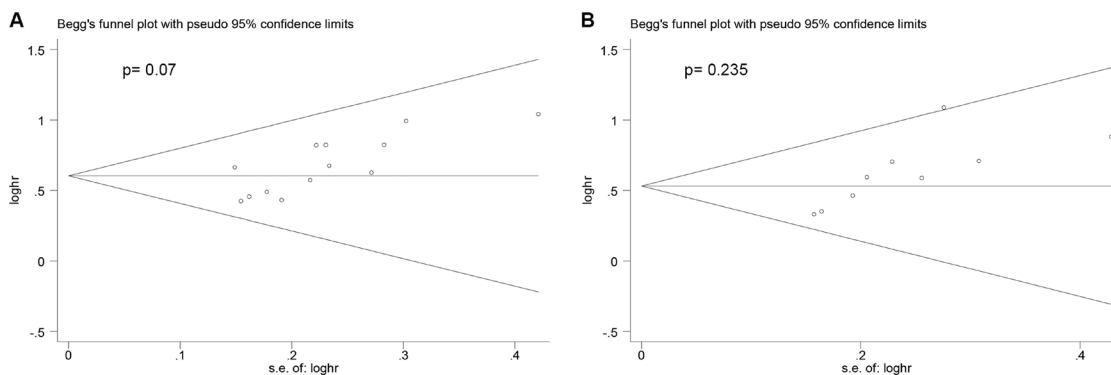 A
Begg's funnel plot with pseudo 95% confidence limits
p= 0.07
loghr
1.5
1
.5
0
-.5
0
.1
.2
.3
.4
s.e. of: loghr
B
Begg's funnel plot with pseudo 95% confidence limits
p= 0.235
loghr
1.5
1
.5
0
-.5
0
.2
.4
s.e. of: loghr